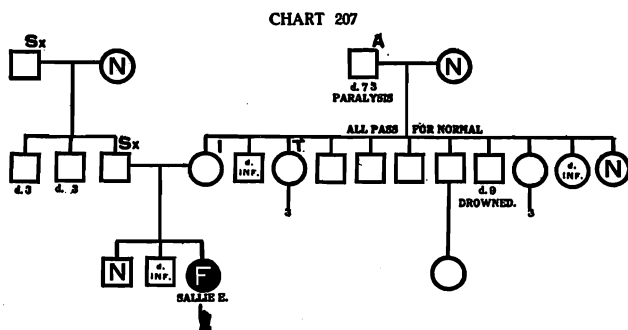 CHART 207
Sx
N
A
N
d. 73
PARALYSIS
ALL PASS FOR NORMAL
Sx
I
d. INF.
T.
d. INF.
N
d. 3
d. 3
3
d. 9
DROWNED.
3
N
d. INF.
F
SALLIE E.